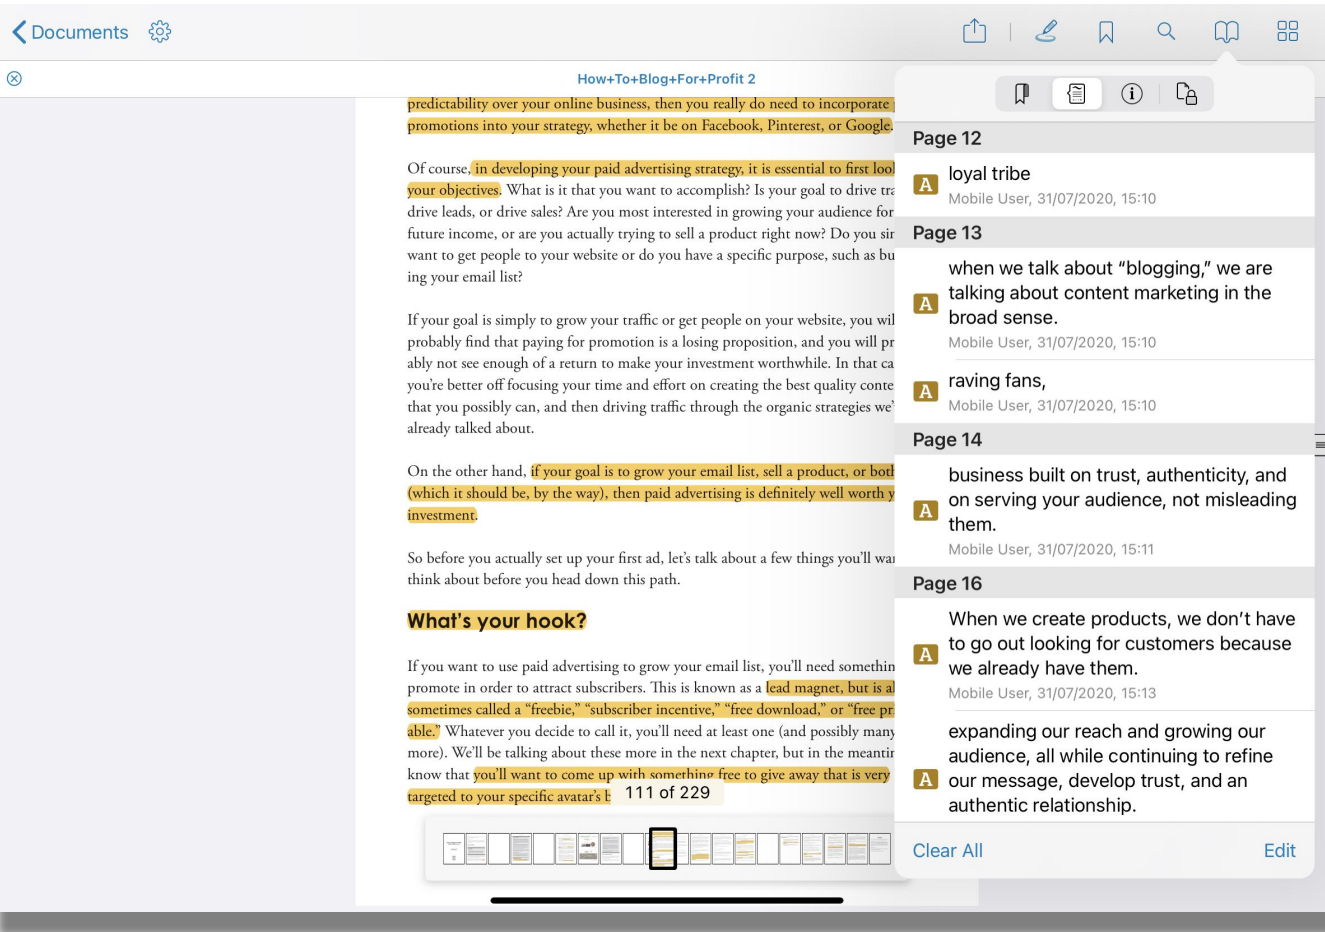 Documents
How+To+Blog+For+Profit 2
predictability over your online business, then you really do need to incorporate
promotions into your strategy, whether it be on Facebook, Pinterest, or Google.
Of course, in developing your paid advertising strategy, it is essential to first
your objectives. What is it that you want to accomplish? Is your goal to drive
drive leads, or drive sales? Are you most interested in growing your audience for
future income, or are you actually trying to sell a product right now? Do you
want to get people to your website or do you have a specific purpose, such as
ing your email list?
If your goal is simply to grow your traffic or get people on your website, you
probably find that paying for promotion is a losing proposition, and you will
ably not see enough of a return to make your investment worthwhile. In that
you're better off focusing your time and effort on creating the best quality
that you possibly can, and then driving traffic through the organic strategies
already talked about.
On the other hand, if your goal is to grow your email list, sell a product, or both
(which it should be, by the way), then paid advertising is definitely well worth
investment.
So before you actually set up your first ad, let's talk about a few things you'll
think about before you head down this path.
What's your hook?
If you want to use paid advertising to grow your email list, you'll need
promote in order to attract subscribers. This is known as a lead magnet, but is
sometimes called a “freebie,” “subscriber incentive,” “free download,” or “free
able.” Whatever you decide to call it, you'll need at least one (and possibly many
more). We'll be talking about these more in the next chapter, but in the
know that you'll want to come up with something free to give away that is very
targeted to your specific avatar's
111 of 229
Page 12
A loyal tribe
Mobile User, 31/07/2020, 15:10
Page 13
when we talk about “blogging,” we are
A talking about content marketing in the
broad sense.
Mobile User, 31/07/2020, 15:10
A raving fans,
Mobile User, 31/07/2020, 15:10
Page 14
business built on trust, authenticity, and
A on serving your audience, not misleading
them.
Mobile User, 31/07/2020, 15:11
Page 16
When we create products, we don't have
A to go out looking for customers because
we already have them.
Mobile User, 31/07/2020, 15:13
expanding our reach and growing our
audience, all while continuing to refine
A our message, develop trust, and an
authentic relationship.
Clear All
Edit